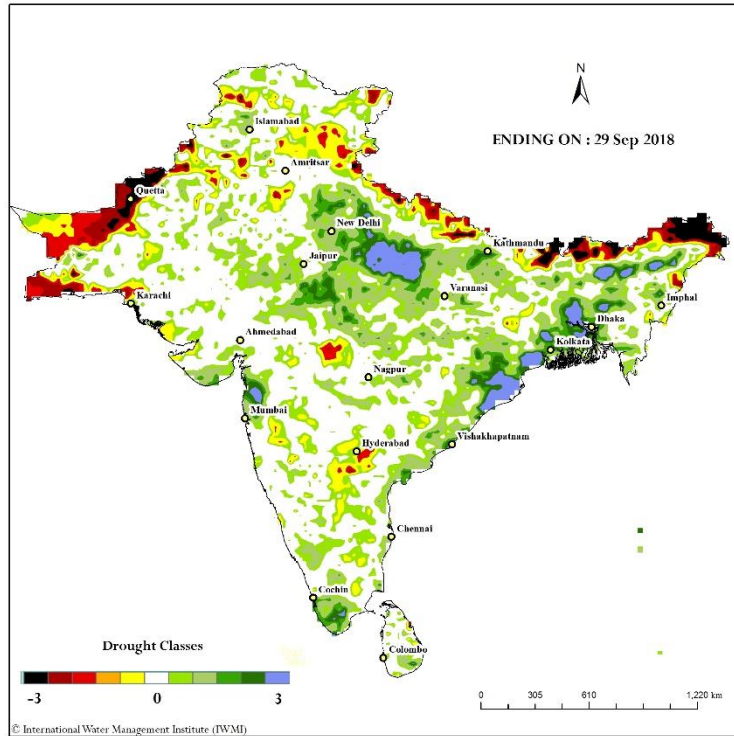 N
ENDING ON : 29 Sep 2018
Islamabad
Amritsar
Quetta
New Delhi
Kathmandu
Jaipur
Varanasi
Karachi
Imphal
Dhaka
Ahmedabad
Kolkata
Nagpur
Mumbai
Hyderabad
Vishakhapatnam
Chennai
Cochin
Colombo
Drought Classes
-3 0 3
0 305 610 1,220 km
© International Water Management Institute (IWMI)